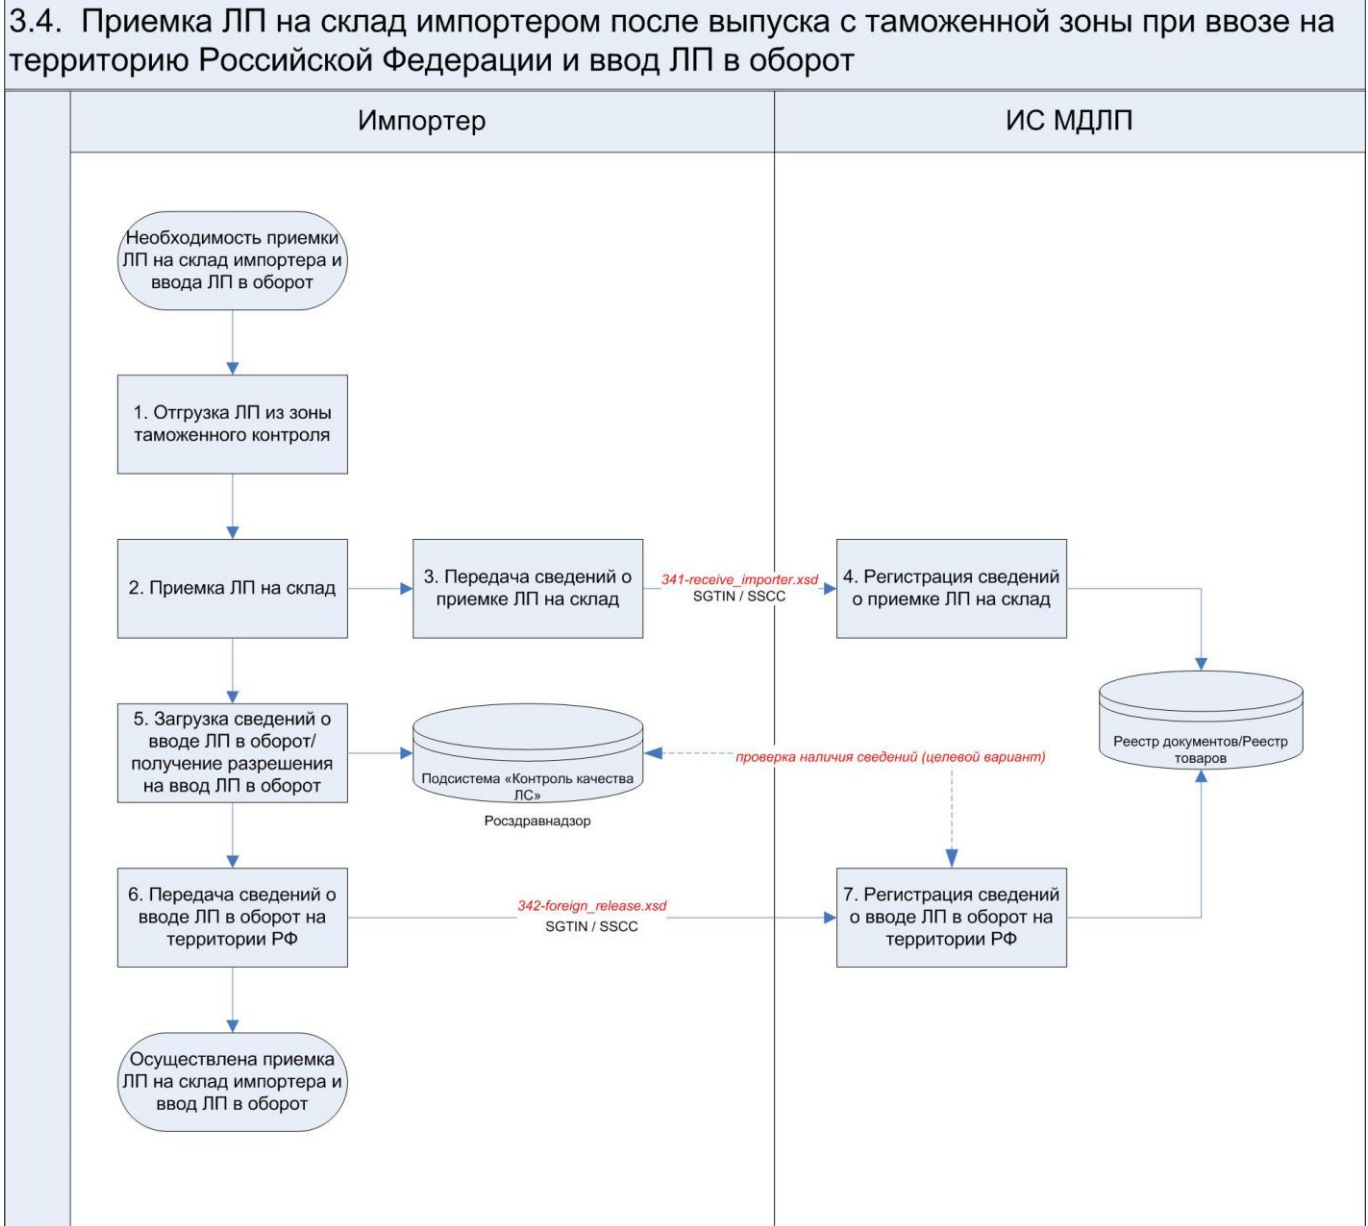 3.4. Приемка ЛП на склад импортером после выпуска с таможенной зоны при ввозе на
территорию Российской Федерации и ввод ЛП в оборот
Импортер
ИС МДЛП
Необходимость приемки
ЛП на склад импортера и
ввода ЛП в оборот
1. Отгрузка ЛП из зоны
таможенного контроля
2. Приемка ЛП на склад
3. Передача сведений о
приемке ЛП на склад
341-receive_importer.xsd
SGTIN / SSCC
4. Регистрация сведений
о приемке ЛП на склад
5. Загрузка сведений о
вводе ЛП в оборот/
получение разрешения
на ввод ЛП в оборот
Подсистема «Контроль качества
ЛС»
Росздравнадзор
проверка наличия сведений (целевой вариант)
Реестр документов/Реестр
товаров
6. Передача сведений о
вводе ЛП в оборот на
территории РФ
342-foreign_release.xsd
SGTIN / SSCC
7. Регистрация сведений
о вводе ЛП в оборот на
территории РФ
Осуществлена приемка
ЛП на склад импортера и
ввод ЛП в оборот